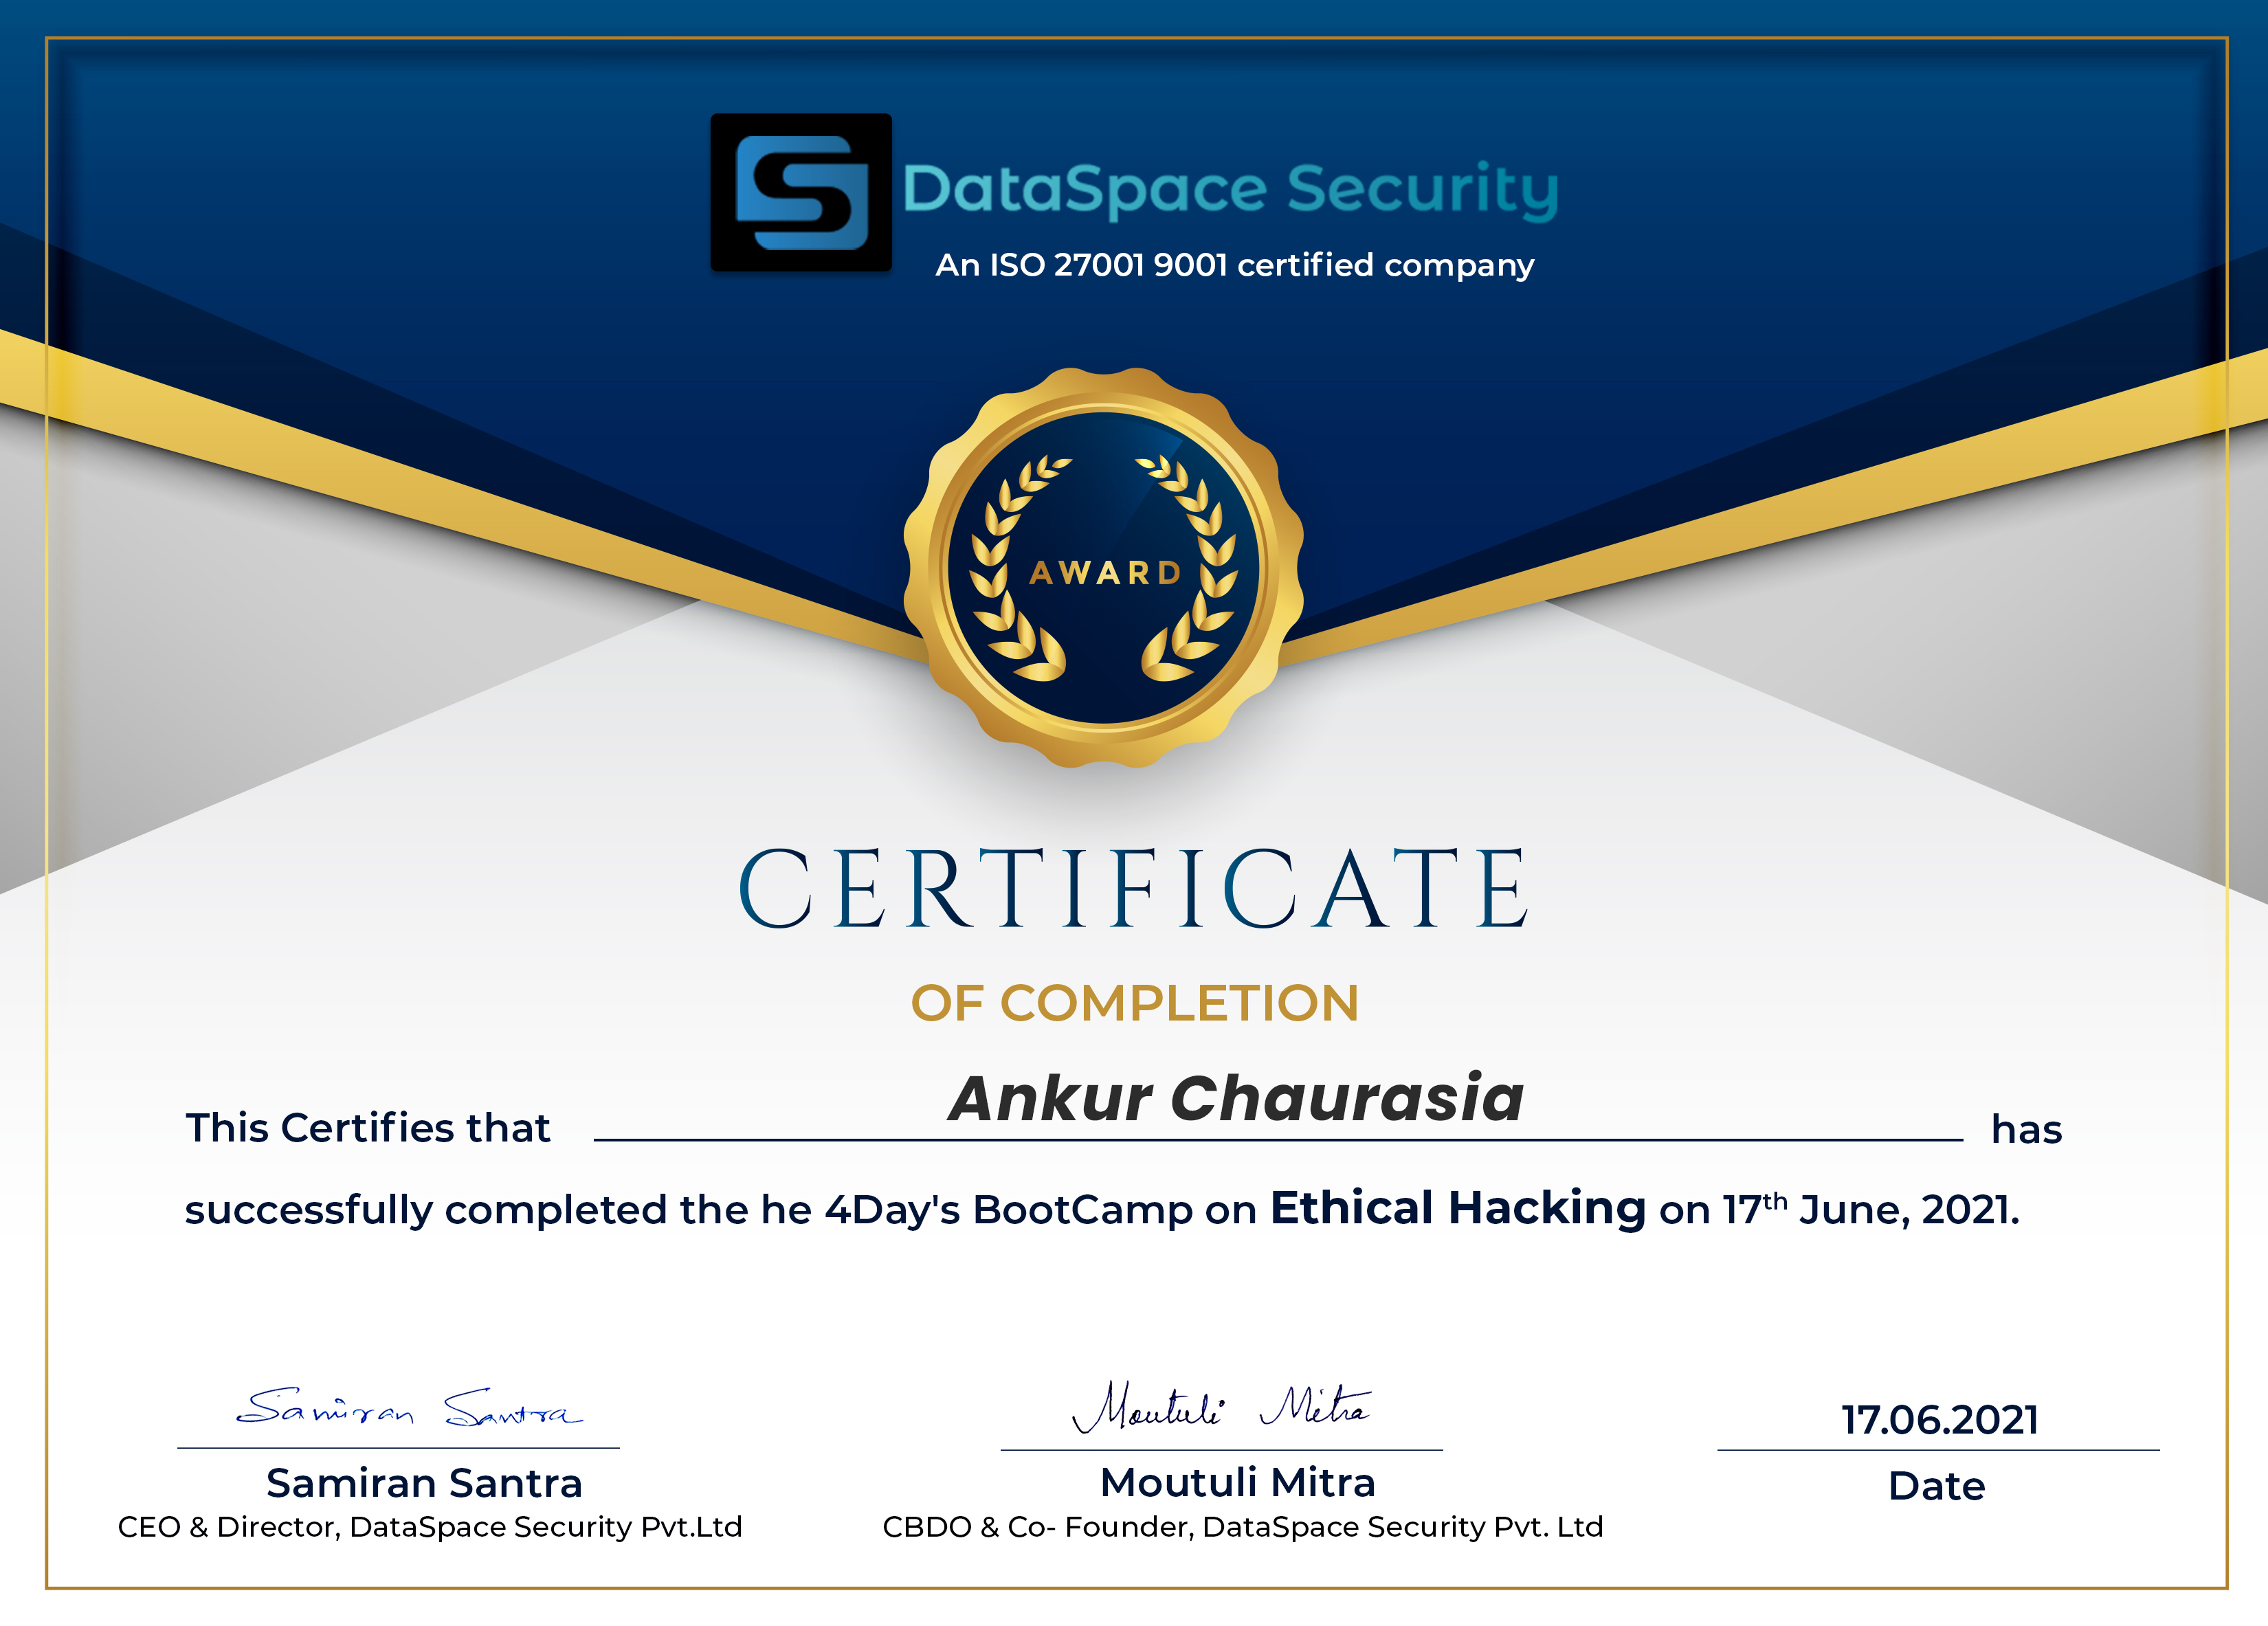 DataSpace Security
An ISO 27001 9001 certified company
AWARD
CERTIFICATE
OF COMPLETION
This Certifies that Ankur Chaurasia has
successfully completed the he 4Day's BootCamp on Ethical Hacking on 17th June, 2021.
Samiran Santra Moutuli Mitra 17.06.2021
Samiran Santra Moutuli Mitra Date
CEO & Director, DataSpace Security Pvt.Ltd CBDO & Co- Founder, DataSpace Security Pvt. Ltd